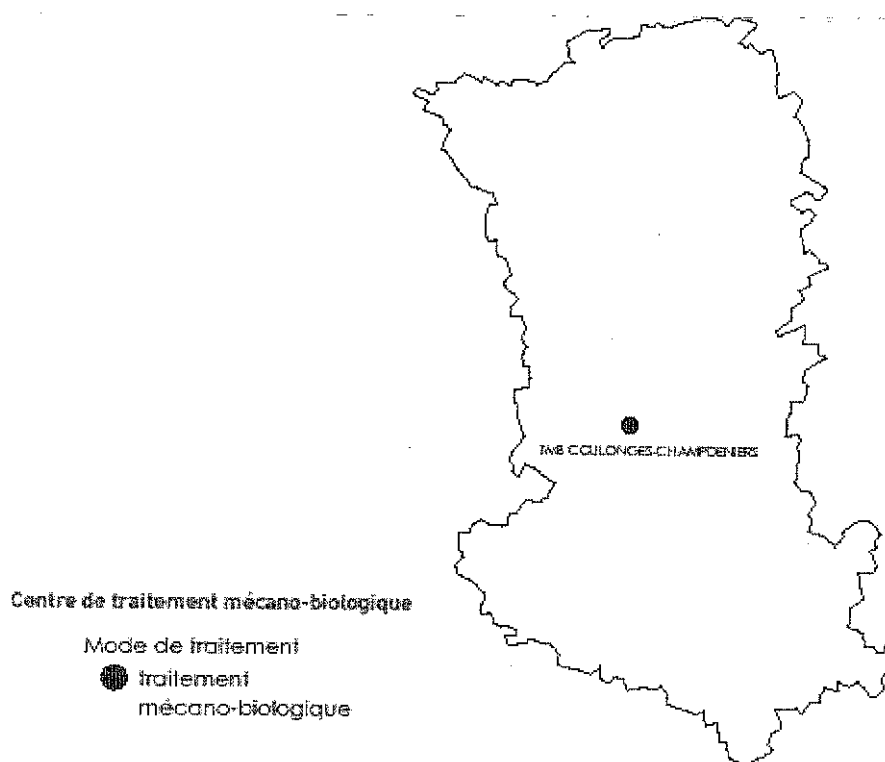 TMB COULONGES-CHAMPDENIERS
Centre de traitement mécano-biologique
Mode de traitement
traitement
mécano-biologique